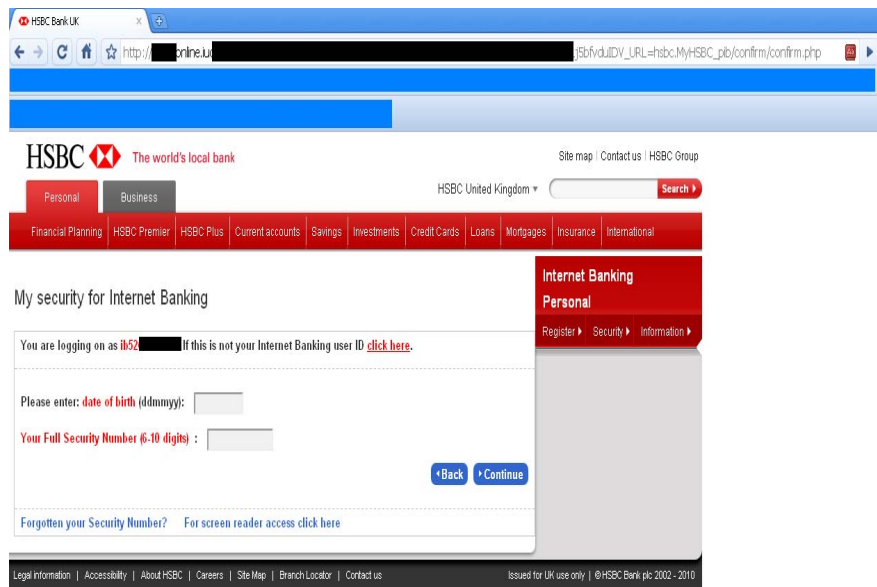 HSBC Bank UK
http:// online.iu j5bfvduIDV_URL=hsbc.MyHSBC_pib/confirm/confirm.php
HSBC The world's local bank
Site map | Contact us | HSBC Group
Personal Business
HSBC United Kingdom Search
Financial Planning HSBC Premier HSBC Plus Current accounts Savings Investments Credit Cards Loans Mortgages Insurance International
Internet Banking
Personal
Register Security Information
My security for Internet Banking
You are logging on as ib52 If this is not your Internet Banking user ID click here.
Please enter: date of birth (ddmmyy):
Your Full Security Number (6-10 digits) :
Back Continue
Forgotten your Security Number? For screen reader access click here
Legal information | Accessibility | About HSBC | Careers | Site Map | Branch Locator | Contact us
Issued for UK use only | © HSBC Bank plc 2002 - 2010